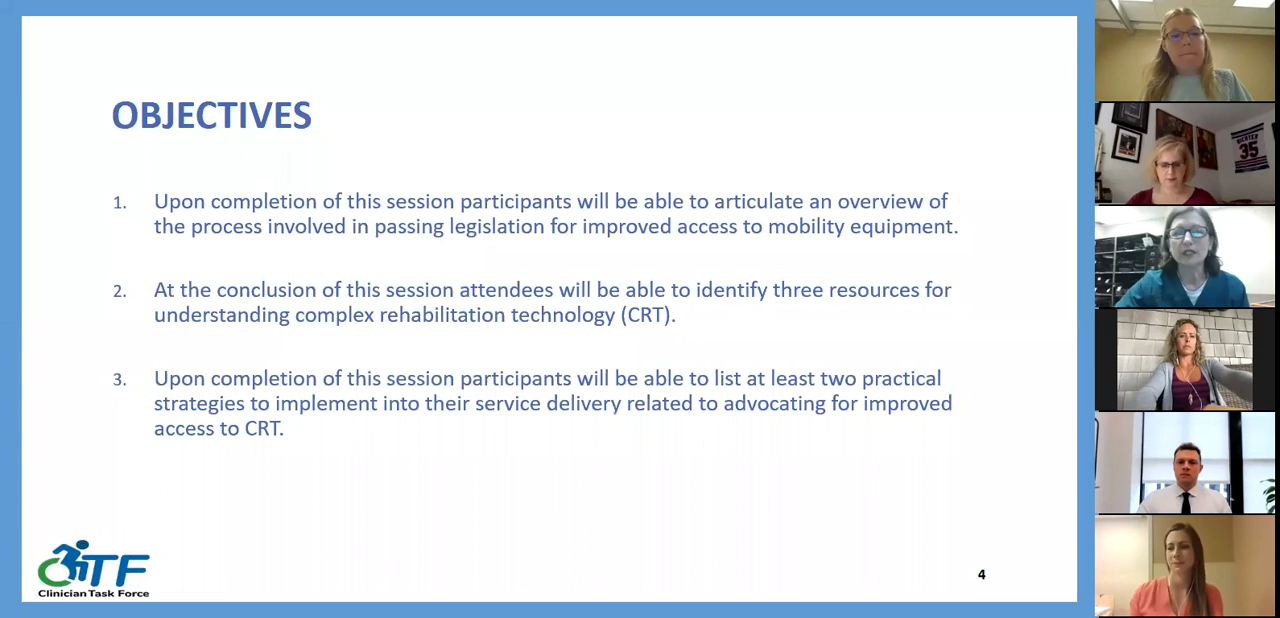 OBJECTIVES
1. Upon completion of this session participants will be able to articulate an overview of
the process involved in passing legislation for improved access to mobility equipment.
2. At the conclusion of this session attendees will be able to identify three resources for
understanding complex rehabilitation technology (CRT).
3. Upon completion of this session participants will be able to list at least two practical
strategies to implement into their service delivery related to advocating for improved
access to CRT.
CTF
Clinician Task Force
4
RICHTER
35